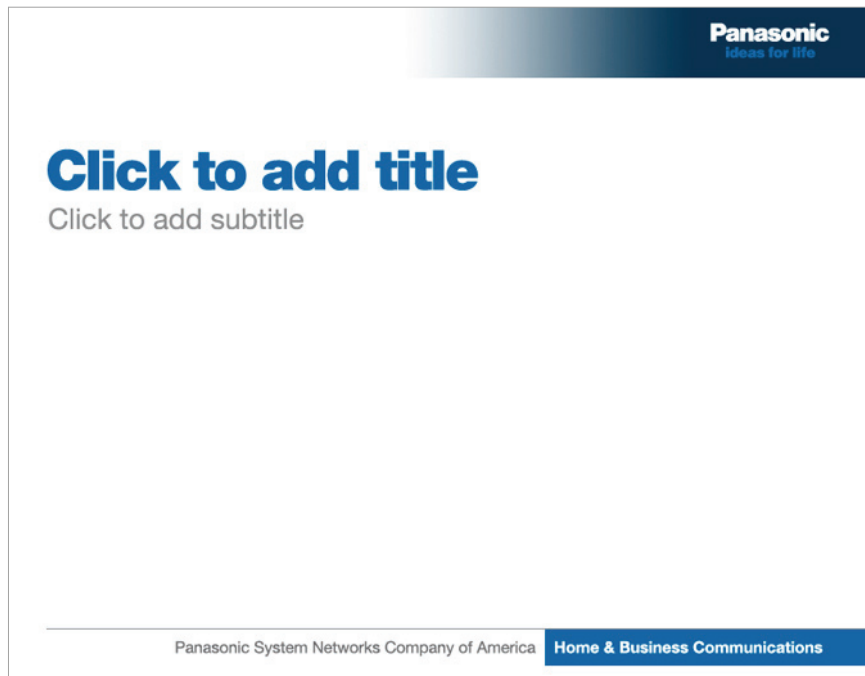 Panasonic
ideas for life
Click to add title
Click to add subtitle
Panasonic System Networks Company of America Home & Business Communications